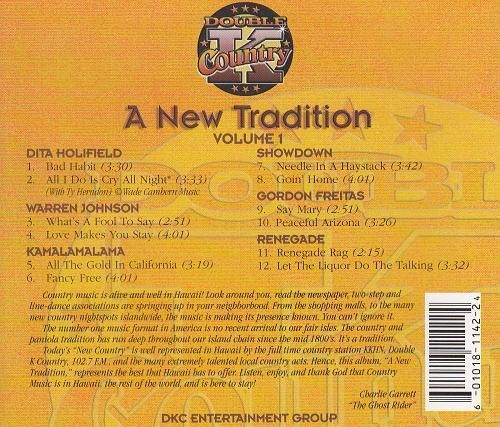 DOUBLE
K
Country
A New Tradition
VOLUME 1
DITA HOLIFIELD
1. Bad Habit (3:30)
2. All I Do Is Cry All Night* (3:33)
(With Ty Herndon) ©Wade Cambern Music
WARREN JOHNSON
3. What's A Fool To Say (2:51)
4. Love Makes You Stay (4:01)
KAMALAMALAMA
5. All The Gold In California (3:19)
6. Fancy Free (4:01)
SHOWDOWN
7. Needle In A Haystack (3:42)
8. Goin' Home (4:01)
GORDON FREITAS
9. Say Mary (2:51)
10. Peaceful Arizona (3:26)
RENEGADE
11. Renegade Rag (2:15)
12. Let The Liquor Do The Talking (3:32)
Country music is alive and well in Hawaii! Look around you, read the newspaper, two-step and
line-dance associations are springing up in your neighborhood. From the shopping malls, to the many
new country nightspots islandwide, the music is making its presence known. You can't ignore it.
The number one music format in America is no recent arrival to our fair isles. The country and
paniola tradition has run deep throughout our island chain since the mid 1800's. It's a tradition.
Today's "New Country" is well represented in Hawaii by the full time country station KKHN, Double
K Country, 102.7 F.M., and the many extremely talented local country acts: Hence, this album, "A New
Tradition," represents the best that Hawaii has to offer. Listen, enjoy, and thank God that Country
Music is in Hawaii, the rest of the world, and is here to stay!
Charlie Garrett
"The Ghost Rider"
DKC ENTERTAINMENT GROUP
6 01018 1142 24